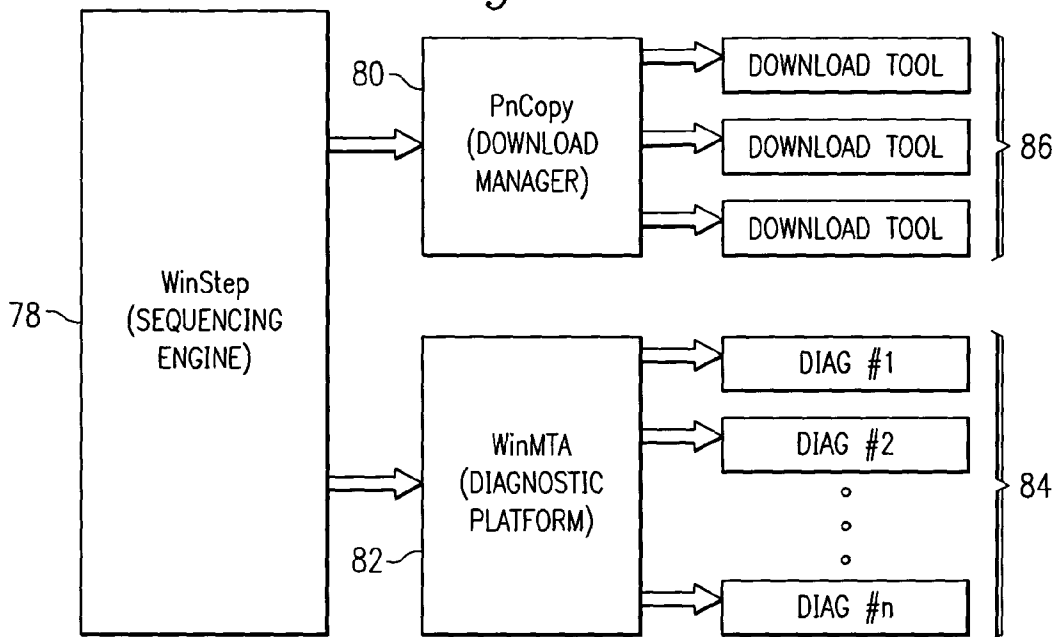 78
WinStep
(SEQUENCING
ENGINE)
80
PnCopy
(DOWNLOAD
MANAGER)
DOWNLOAD TOOL
DOWNLOAD TOOL
DOWNLOAD TOOL
86
82
WinMTA
(DIAGNOSTIC
PLATFORM)
DIAG #1
DIAG #2
DIAG #n
84